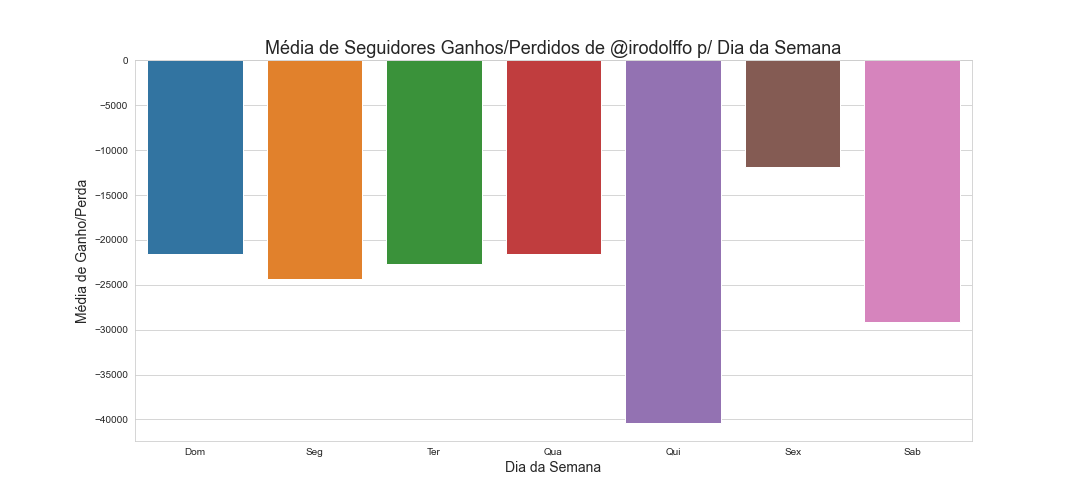 Média de Seguidores Ganhos/Perdidos de @irodolffo p/ Dia da Semana
0
−5000
−10000
−15000
−20000
−25000
−30000
−35000
−40000
Média de Ganho/Perda
Dom Seg Ter Qua Qui Sex Sab
Dia da Semana